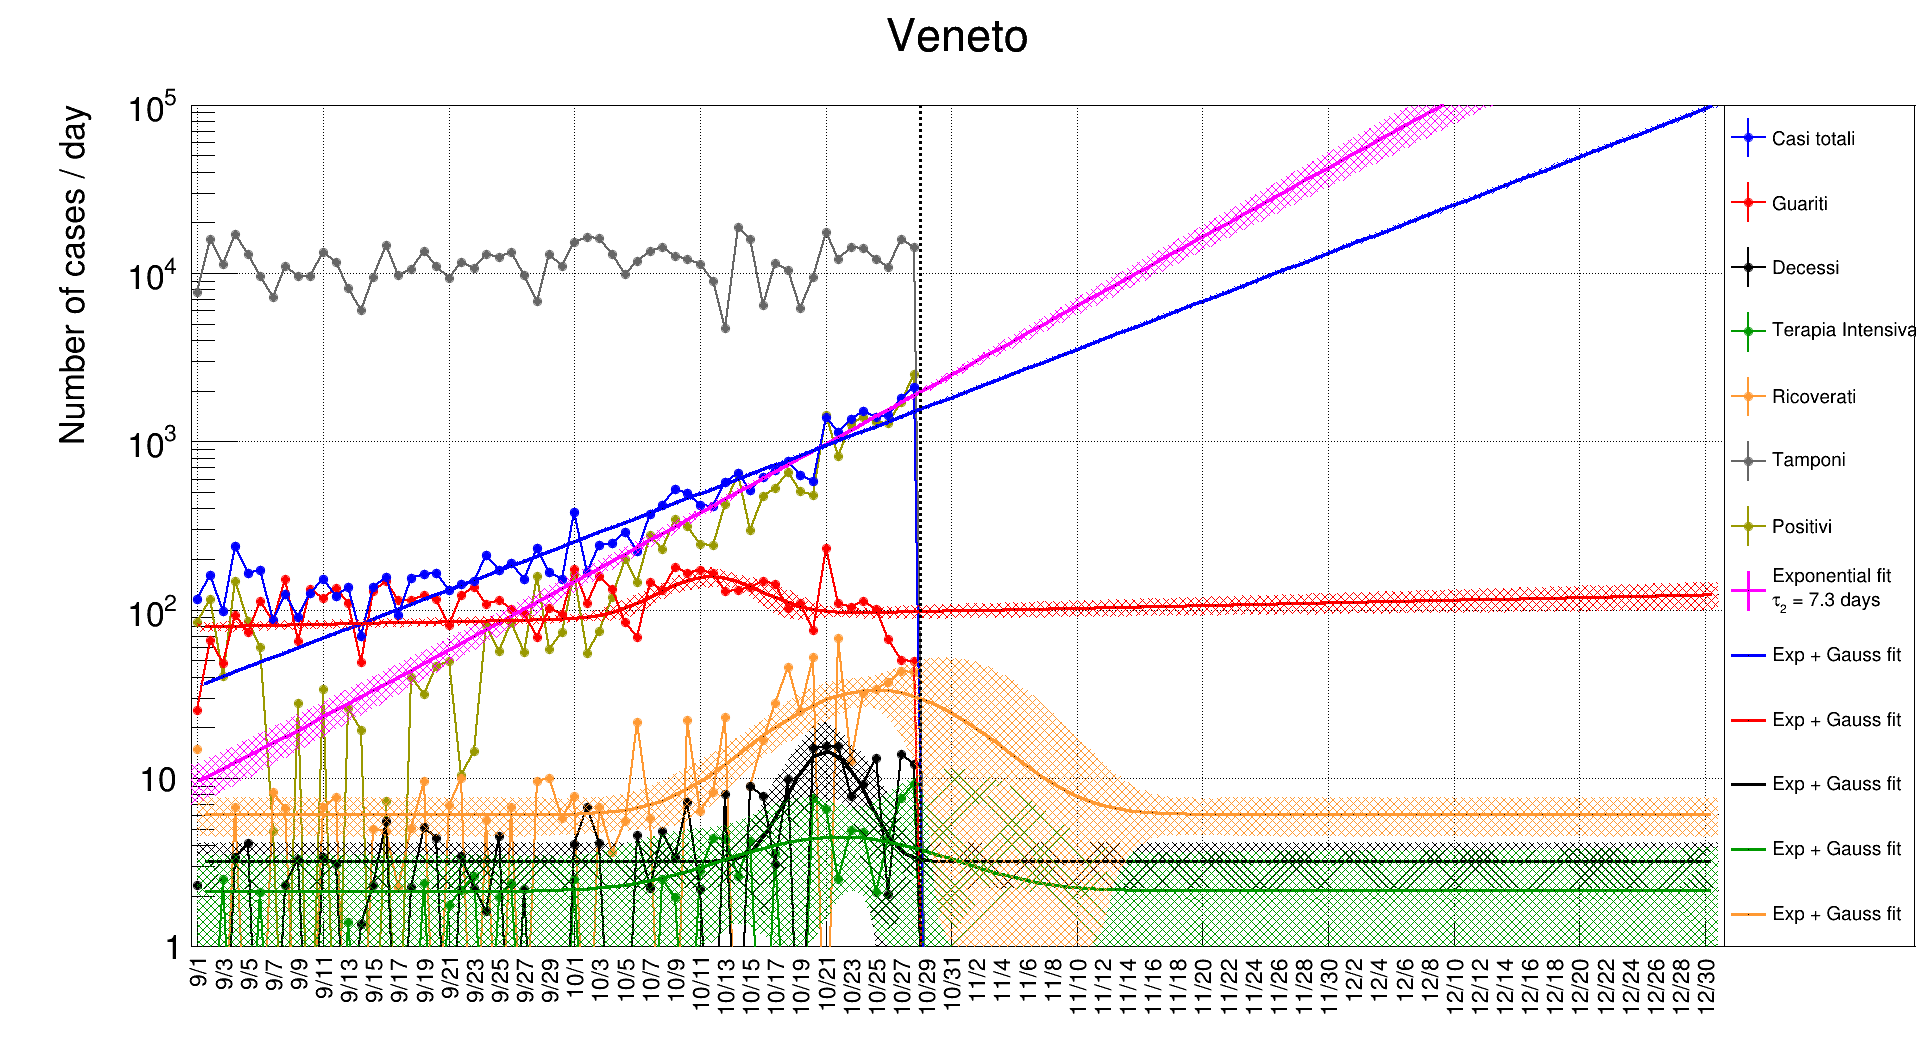 Veneto
Number of cases / day
10^5
10^4
10^3
10^2
10
1
9/1 9/3 9/5 9/7 9/9 9/11 9/13 9/15 9/17 9/19 9/21 9/23 9/25 9/27 9/29 10/1 10/3 10/5 10/7 10/9 10/11 10/13 10/15 10/17 10/19 10/21 10/23 10/25 10/27 10/29 10/31 11/2 11/4 11/6 11/8 11/10 11/12 11/14 11/16 11/18 11/20 11/22 11/24 11/26 11/28 11/30 12/2 12/4 12/6 12/8 12/10 12/12 12/14 12/16 12/18 12/20 12/22 12/24 12/26 12/28 12/30
Casi totali
Guariti
Decessi
Terapia Intensiva
Ricoverati
Tamponi
Positivi
Exponential fit
τ_2 = 7.3 days
Exp + Gauss fit
Exp + Gauss fit
Exp + Gauss fit
Exp + Gauss fit
Exp + Gauss fit